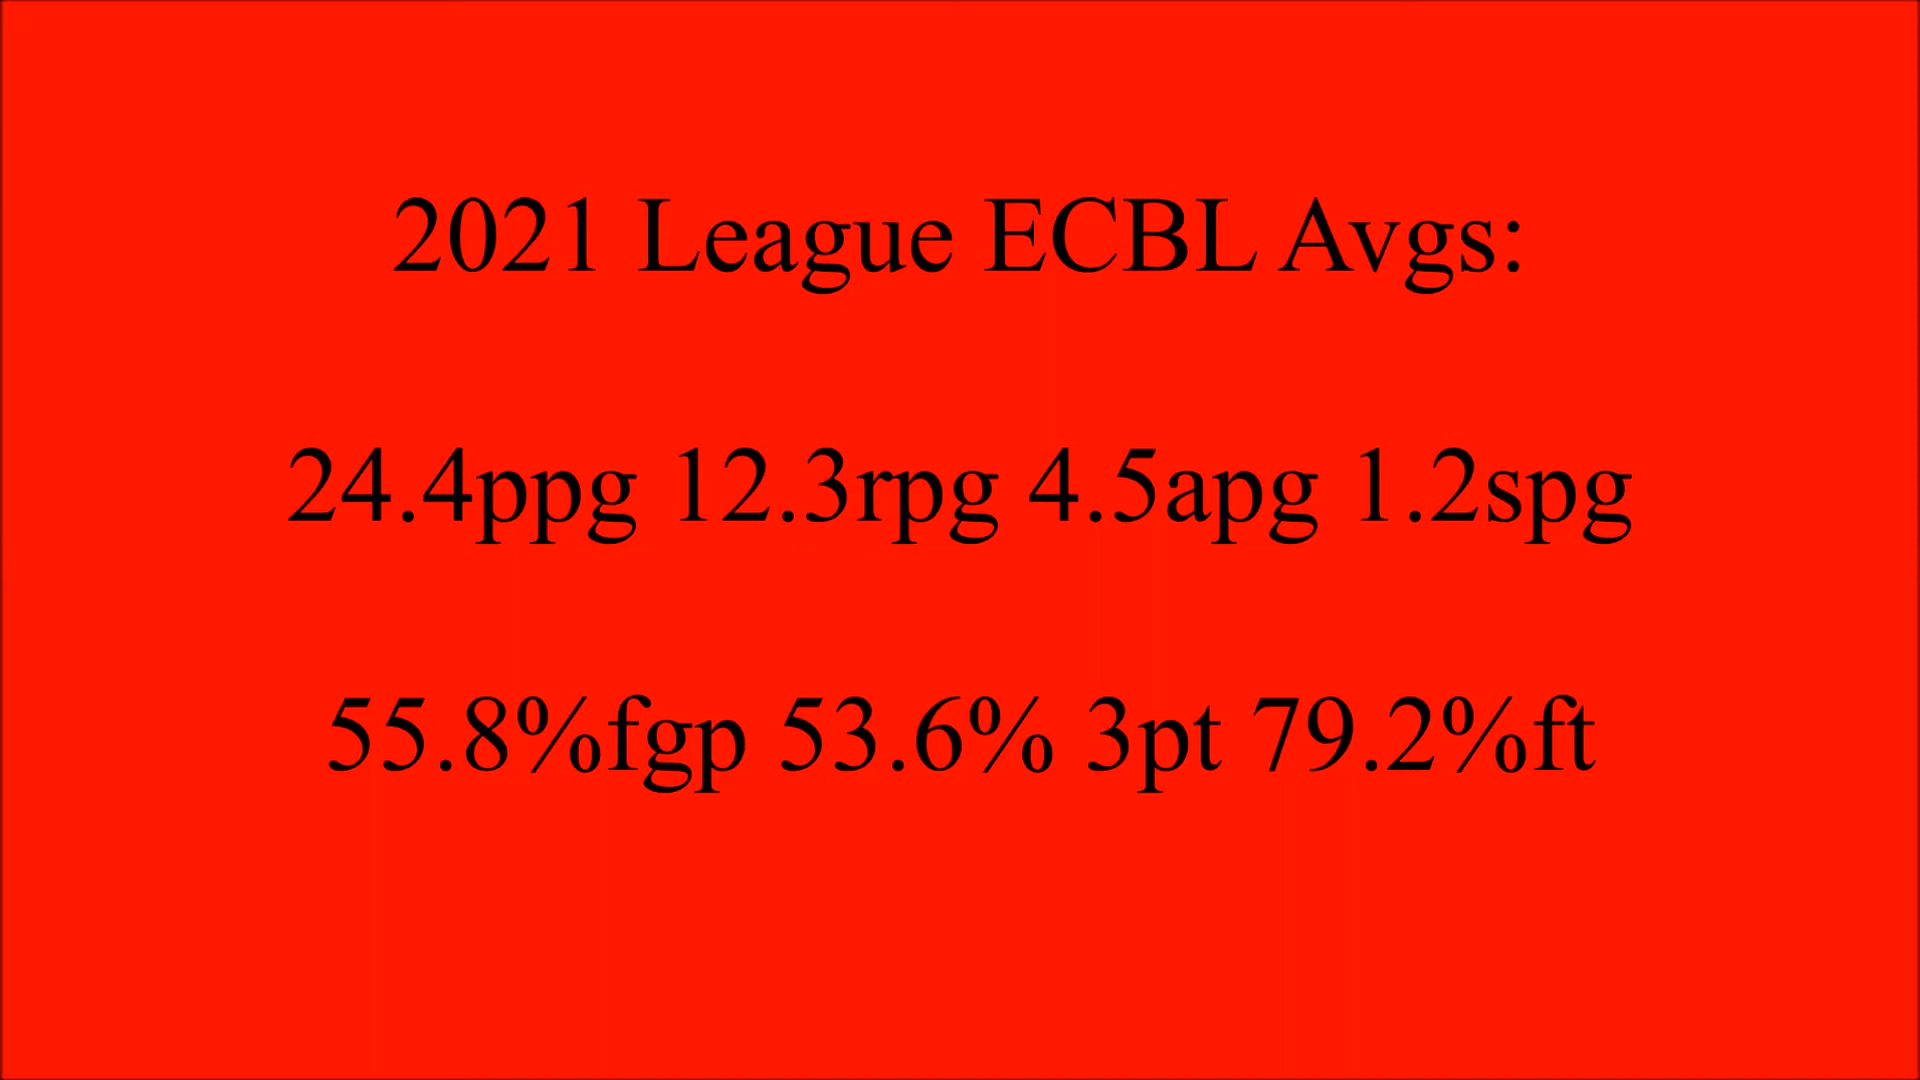 2021 League ECBL Avgs:
24.4ppg 12.3rpg 4.5apg 1.2spg
55.8%fgp 53.6% 3pt 79.2%ft